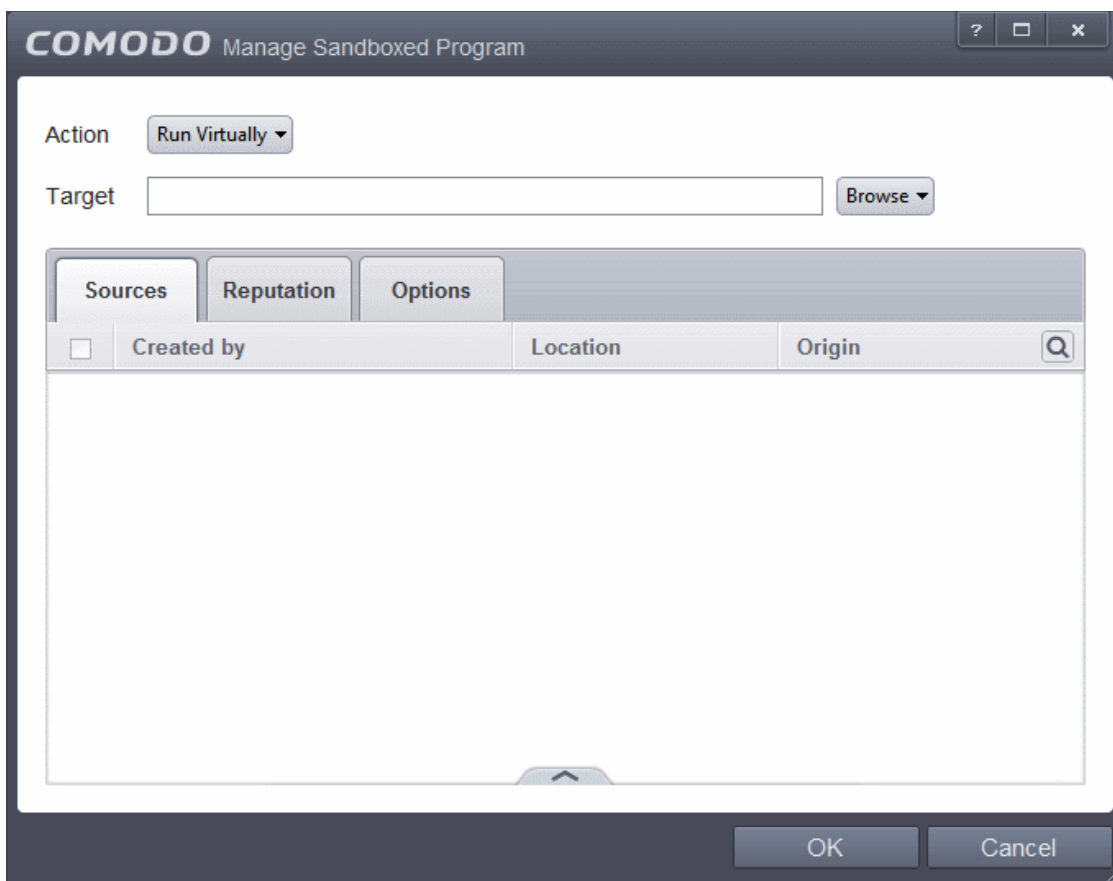 COMODO Manage Sandboxed Program ? x
Action Run Virtually
Target Browse
Sources Reputation Options
Created by Location Origin
OK Cancel